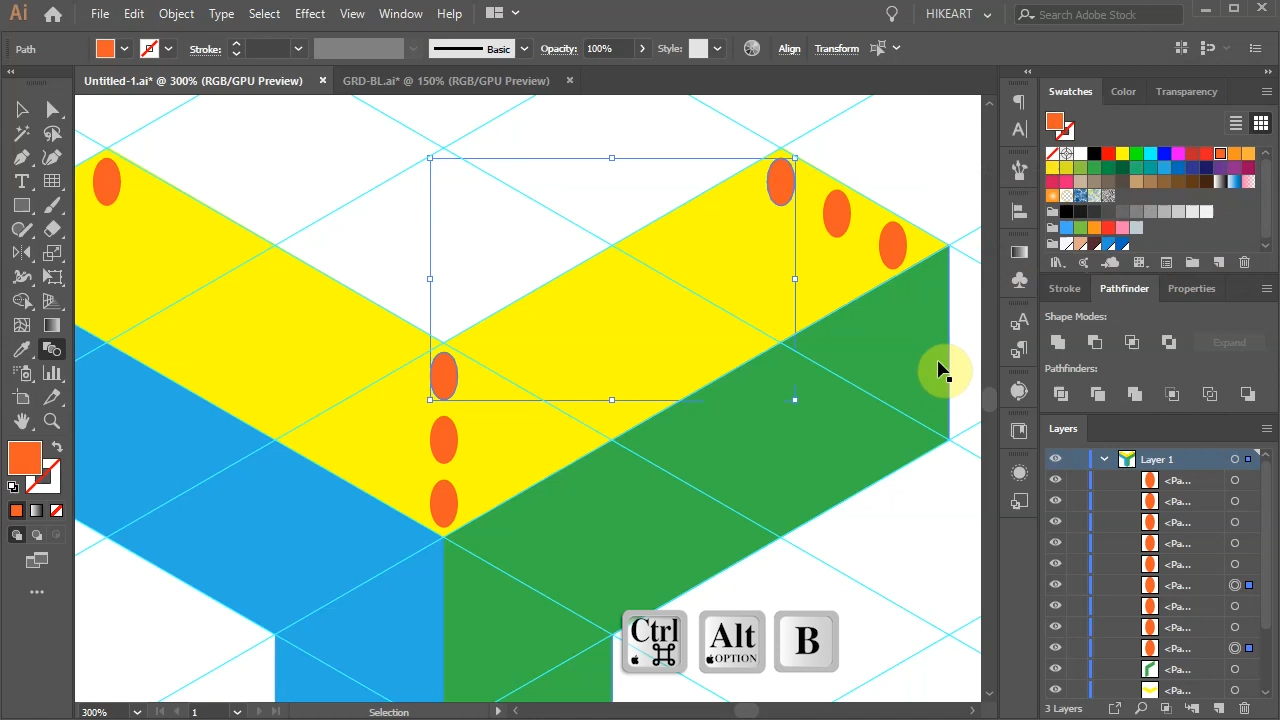 Ai File Edit Object Type Select Effect View Window Help HIKEART Search Adobe Stock
Path Stroke: Basic Opacity: 100% Style: Align Transform
Untitled-1.ai* @ 300% (RGB/GPU Preview) × GRD-BL.ai* @ 150% (RGB/GPU Preview) ×
Swatches Color Transparency
Stroke Pathfinder Properties
Shape Modes:
Expand
Pathfinders:
Layers
Layer 1
<Pa...
<Pa...
<Pa...
<Pa...
<Pa...
<Pa...
<Pa...
<Pa...
<Pa...
<Pa...
<Pa...
Ctrl Alt B
OPTION
300% 1 Selection 3 Layers